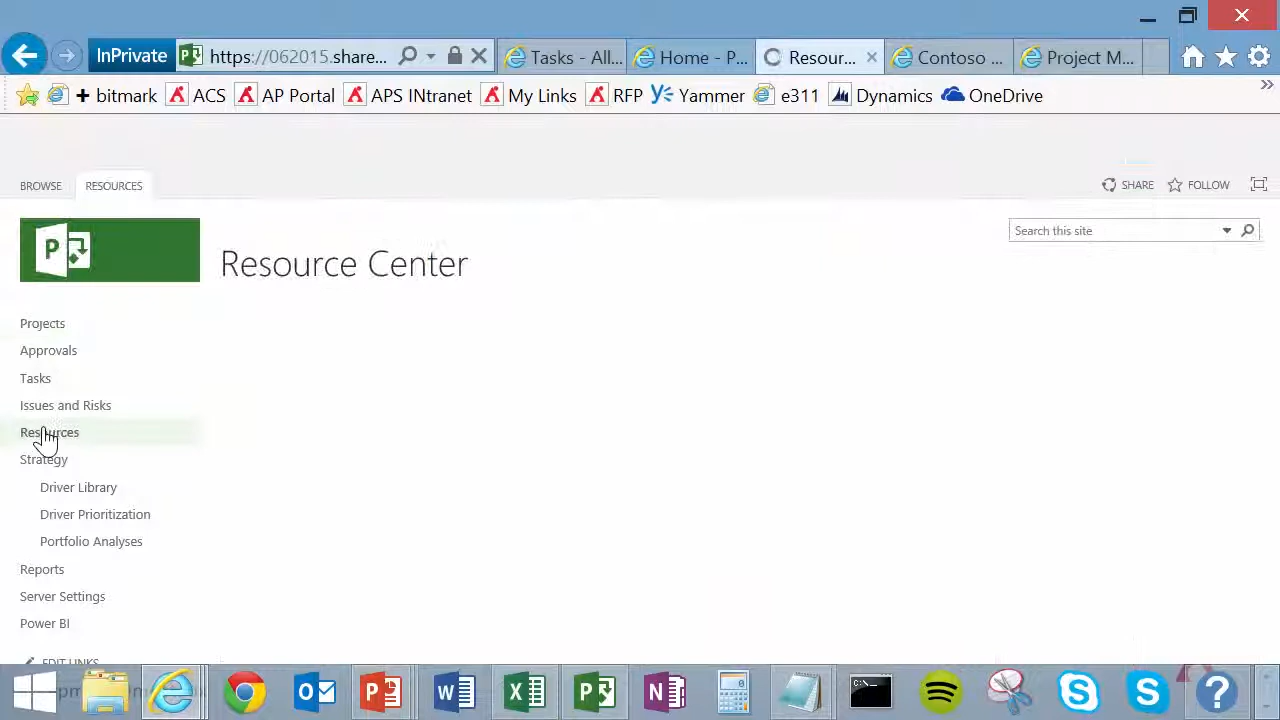 InPrivate https://062015.share... Tasks - All... Home - P... Resour... Contoso ... Project M...
bitmark ACS AP Portal APS INtranet My Links RFP Yammer e311 Dynamics OneDrive
BROWSE RESOURCES SHARE FOLLOW
Resource Center
Search this site
Projects
Approvals
Tasks
Issues and Risks
Resources
Strategy
Driver Library
Driver Prioritization
Portfolio Analyses
Reports
Server Settings
Power BI
EDIT LINKS